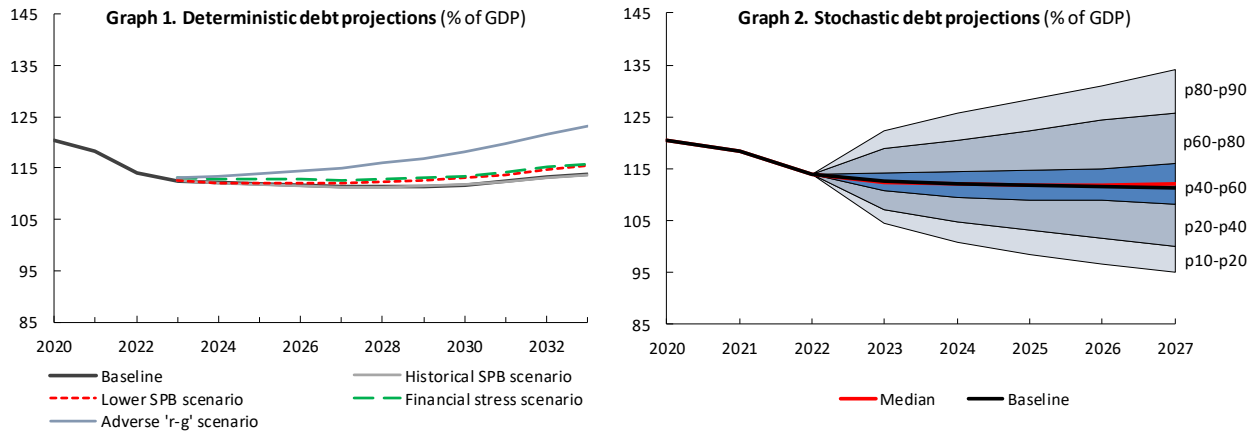 Graph 1. Deterministic debt projections (% of GDP)
145
135
125
115
105
95
85
2020
2022
2024
2026
2028
2030
2032
Baseline
Historical SPB scenario
Lower SPB scenario
Financial stress scenario
Adverse 'r-g' scenario
Graph 2. Stochastic debt projections (% of GDP)
145
135
125
115
105
95
85
p80-p90
p60-p80
p40-p60
p20-p40
p10-p20
2020
2021
2022
2023
2024
2025
2026
2027
Median
Baseline